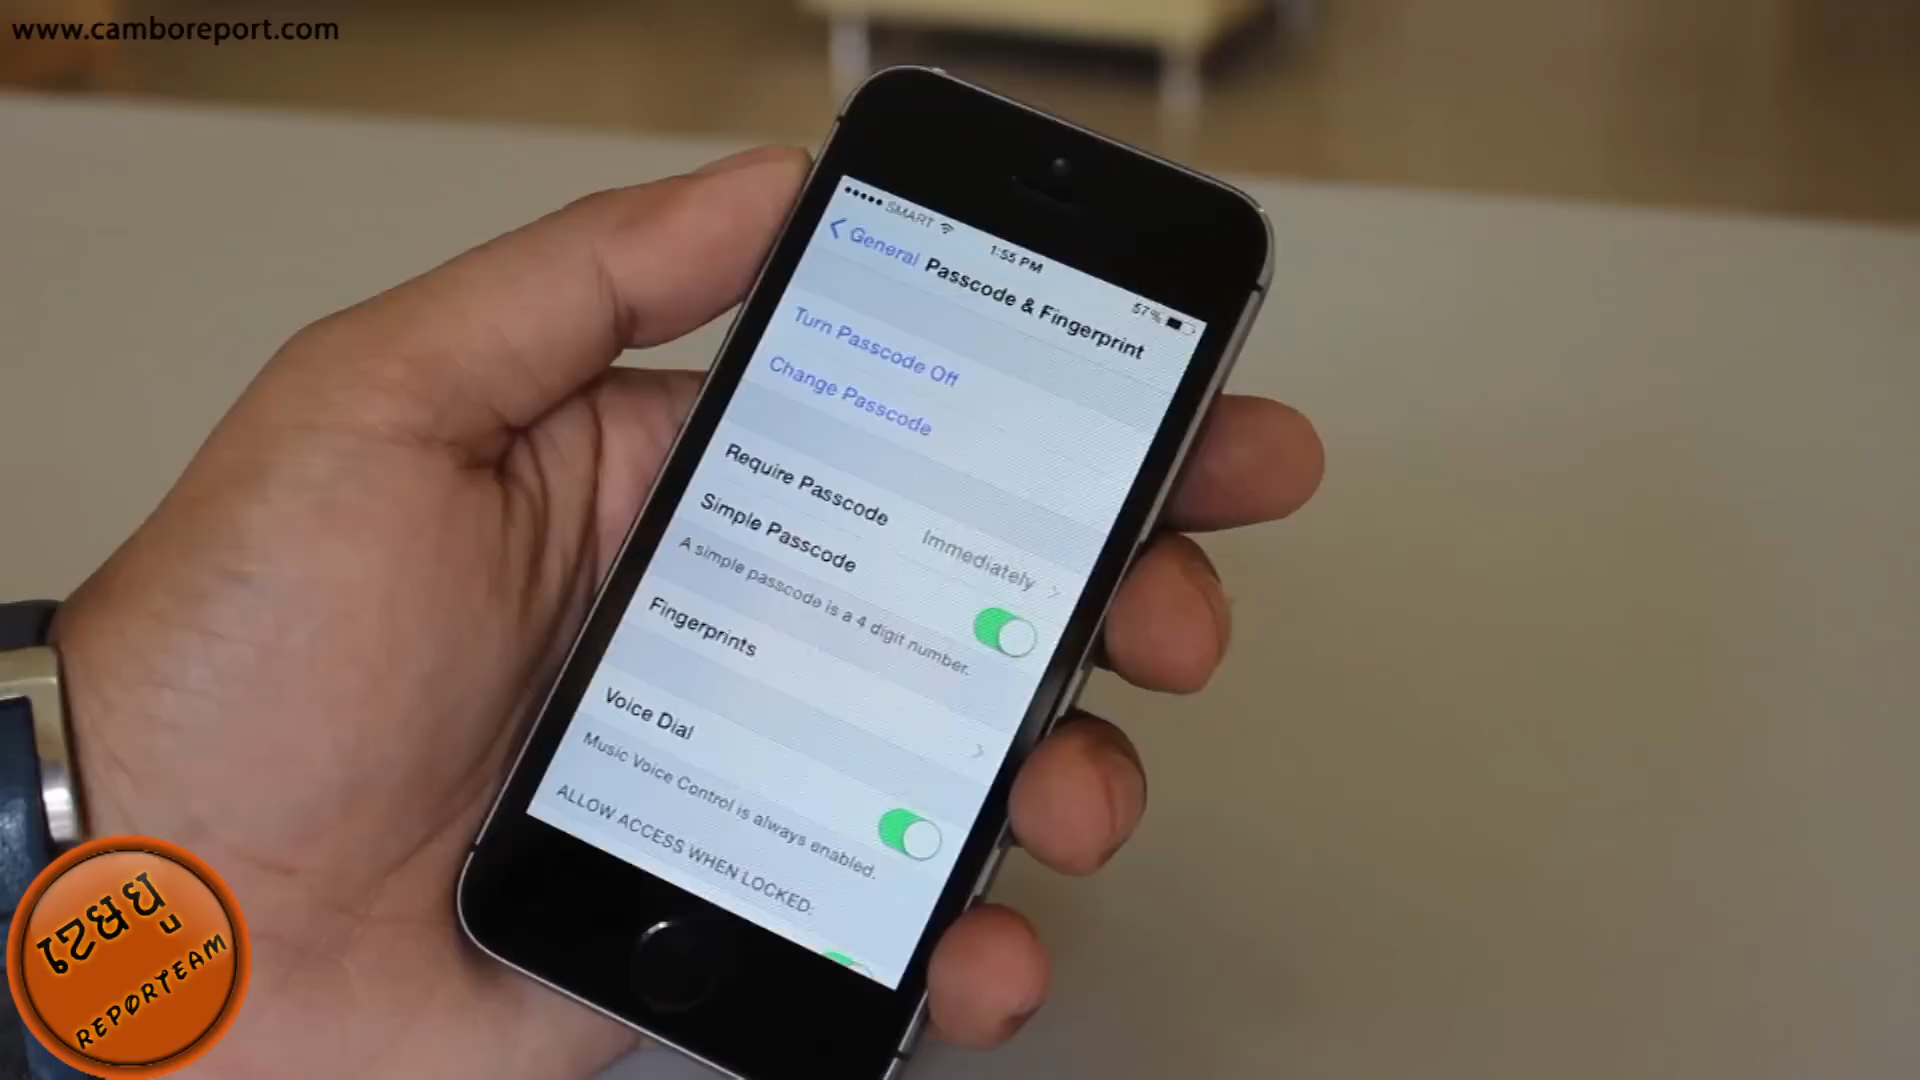 www.camboreport.com
SMART
1:55 PM
57%
General
Passcode & Fingerprint
Turn Passcode Off
Change Passcode
Require Passcode
Immediately
Simple Passcode
A simple passcode is a 4 digit number.
Fingerprints
Voice Dial
Music Voice Control is always enabled.
ALLOW ACCESS WHEN LOCKED:
REPORTEAM